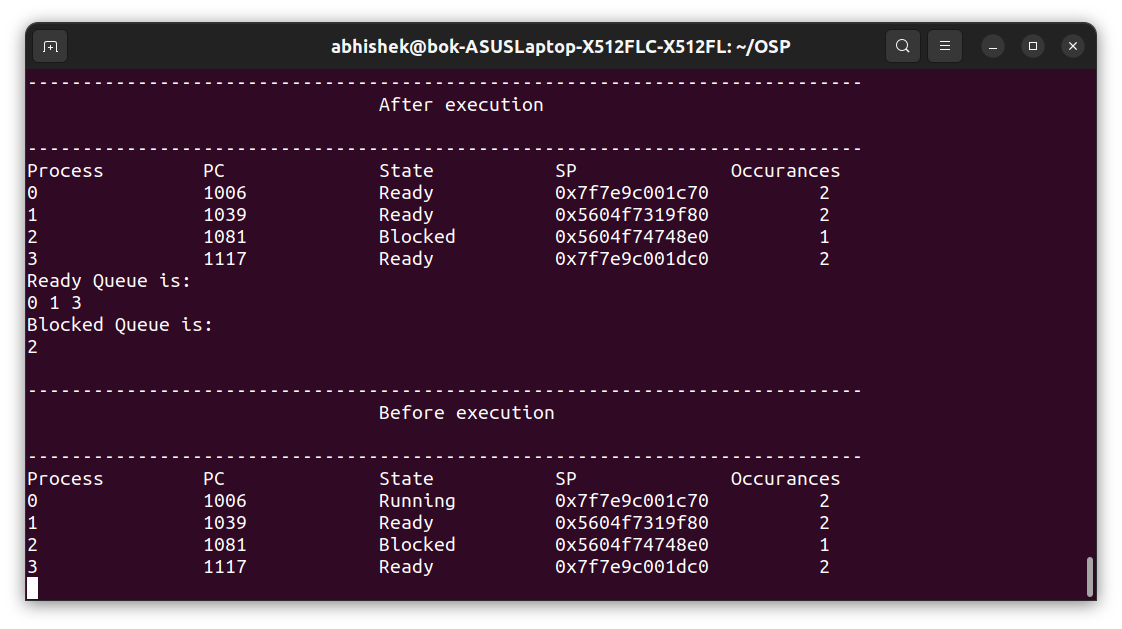 abhishek@bok-ASUSLaptop-X512FLC-X512FL: ~/OSP
----------------------------------------------------------------------------
After execution
----------------------------------------------------------------------------
Process PC State SP Occurances
0 1006 Ready 0x7f7e9c001c70 2
1 1039 Ready 0x5604f7319f80 2
2 1081 Blocked 0x5604f74748e0 1
3 1117 Ready 0x7f7e9c001dc0 2
Ready Queue is:
0 1 3
Blocked Queue is:
2
----------------------------------------------------------------------------
Before execution
----------------------------------------------------------------------------
Process PC State SP Occurances
0 1006 Running 0x7f7e9c001c70 2
1 1039 Ready 0x5604f7319f80 2
2 1081 Blocked 0x5604f74748e0 1
3 1117 Ready 0x7f7e9c001dc0 2